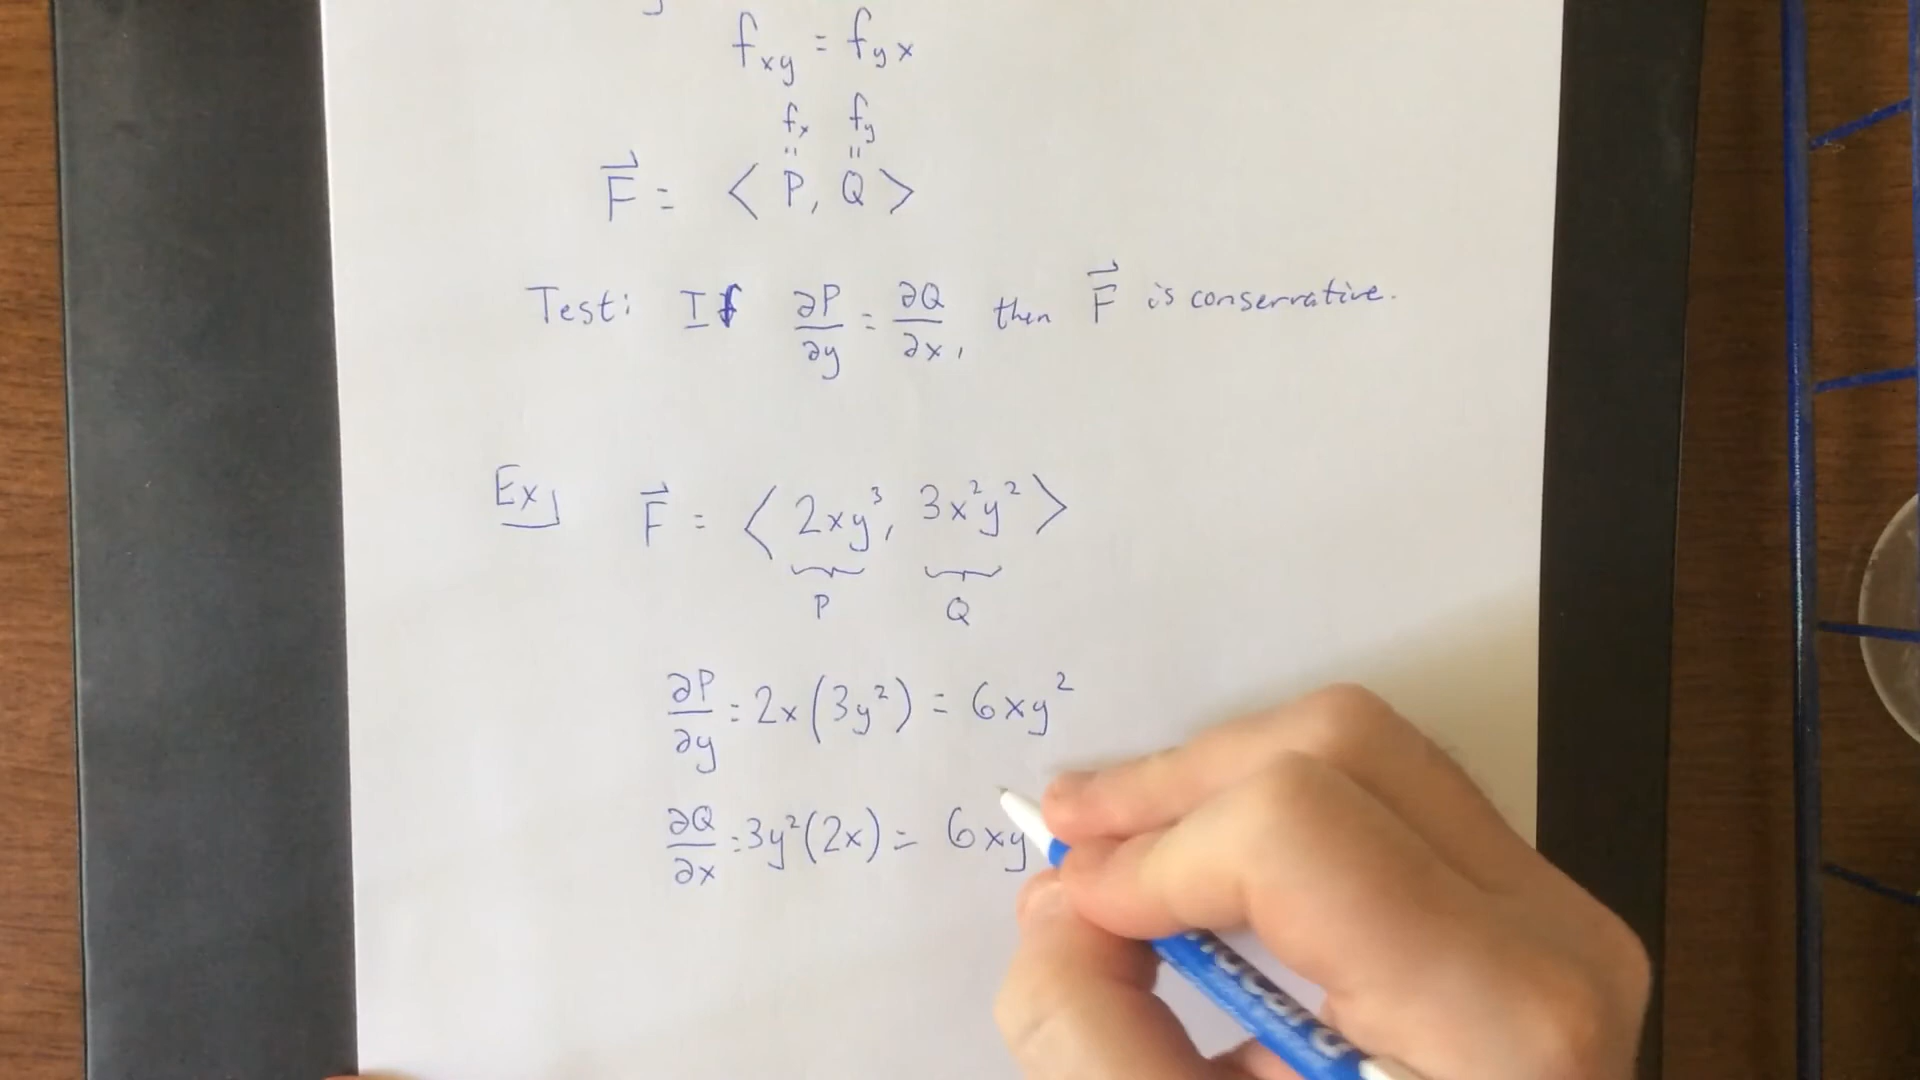 f_xy = f_yx
f_x f_y
= =
F⃗ = < P, Q >
Test: If ∂P/∂y = ∂Q/∂x, then F⃗ is conservative.
Ex) F⃗ = < 2xy³, 3x²y² >
P Q
∂P/∂y = 2x(3y²) = 6xy²
∂Q/∂x = 3y²(2x) = 6xy